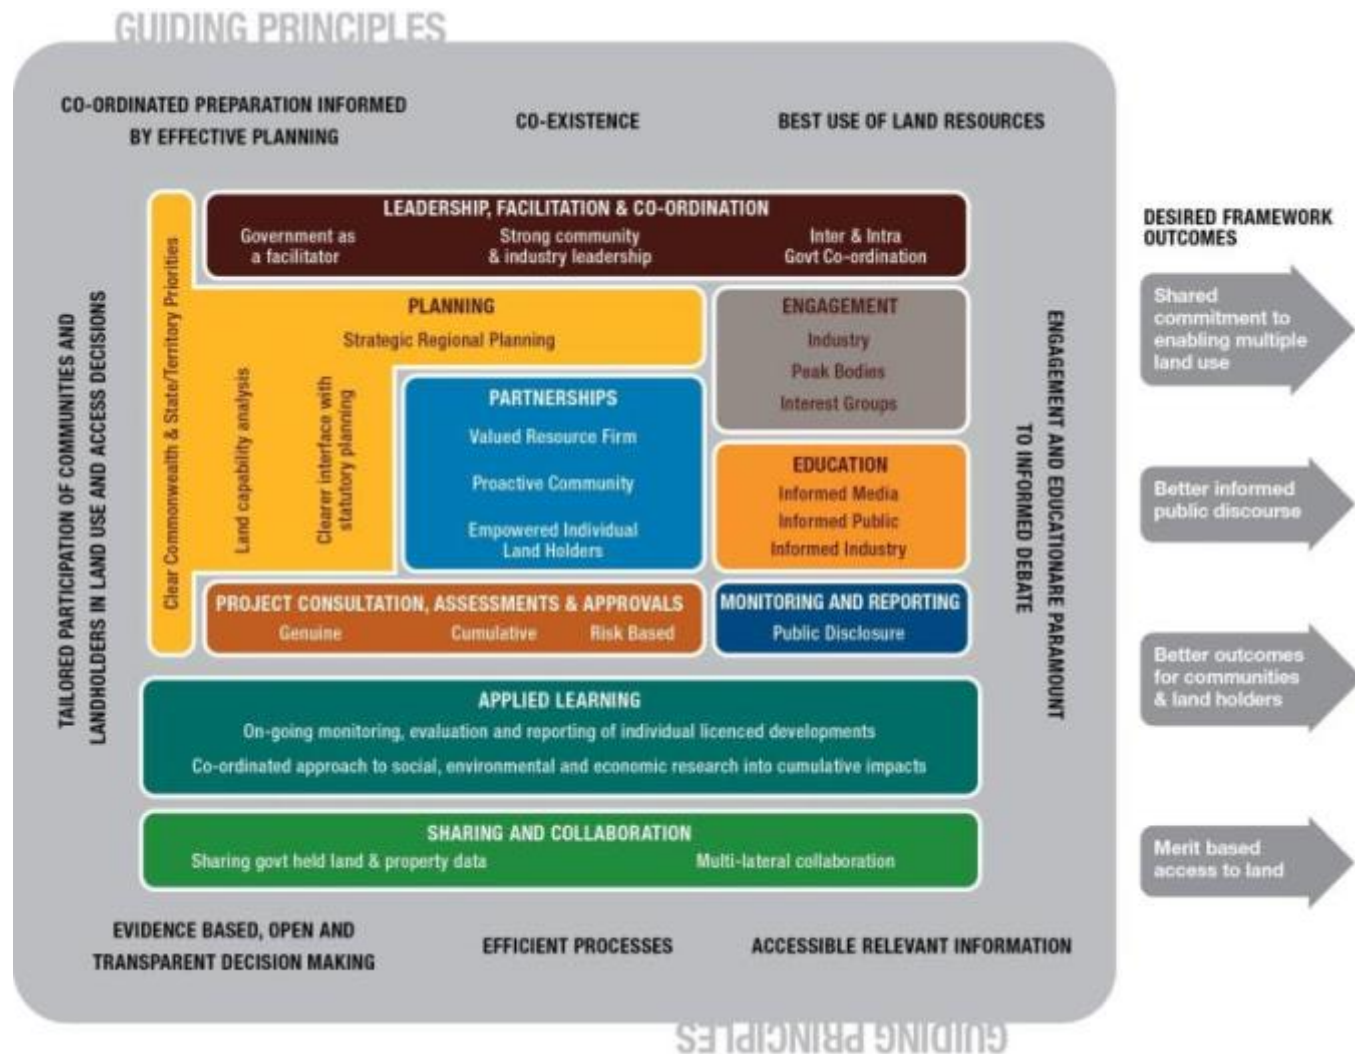 GUIDING PRINCIPLES
CO-ORDINATED PREPARATION INFORMED
BY EFFECTIVE PLANNING
CO-EXISTENCE
BEST USE OF LAND RESOURCES
TAILORED PARTICIPATION OF COMMUNITIES AND
LANDHOLDERS IN LAND USE AND ACCESS DECISIONS
Clear Commonwealth & State/Territory Priorities
LEADERSHIP, FACILITATION & CO-ORDINATION
Government as
a facilitator
Strong community
& industry leadership
Inter & Intra
Govt Co-ordination
PLANNING
Strategic Regional Planning
Land capability analysis
Clearer interface with
statutory planning
PARTNERSHIPS
Valued Resource Firm
Proactive Community
Empowered Individual
Land Holders
ENGAGEMENT
Industry
Peak Bodies
Interest Groups
EDUCATION
Informed Media
Informed Public
Informed Industry
PROJECT CONSULTATION, ASSESSMENTS & APPROVALS
Genuine
Cumulative
Risk Based
MONITORING AND REPORTING
Public Disclosure
APPLIED LEARNING
On-going monitoring, evaluation and reporting of individual licenced developments
Co-ordinated approach to social, environmental and economic research into cumulative impacts
SHARING AND COLLABORATION
Sharing govt held land & property data
Multi-lateral collaboration
ENGAGEMENT AND EDUCATIONARE PARAMOUNT
TO INFORMED DEBATE
EVIDENCE BASED, OPEN AND
TRANSPARENT DECISION MAKING
EFFICIENT PROCESSES
ACCESSIBLE RELEVANT INFORMATION
GUIDING PRINCIPLES
DESIRED FRAMEWORK
OUTCOMES
Shared
commitment to
enabling multiple
land use
Better informed
public discourse
Better outcomes
for communities
& land holders
Merit based
access to land